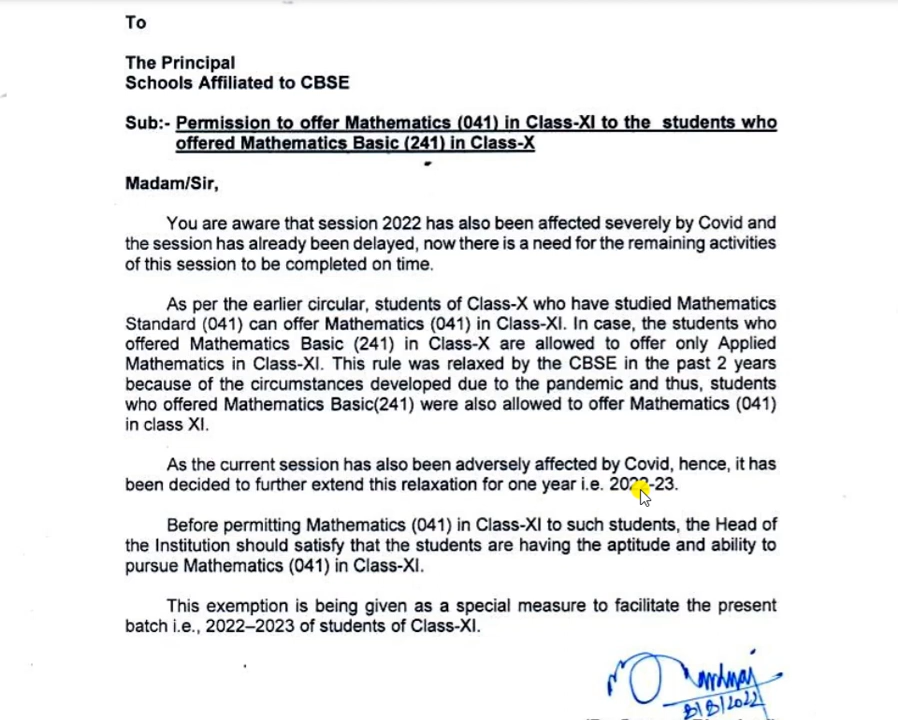 To
The Principal
Schools Affiliated to CBSE
Sub:- Permission to offer Mathematics (041) in Class-XI to the students who
offered Mathematics Basic (241) in Class-X
Madam/Sir,
You are aware that session 2022 has also been affected severely by Covid and
the session has already been delayed, now there is a need for the remaining activities
of this session to be completed on time.
As per the earlier circular, students of Class-X who have studied Mathematics
Standard (041) can offer Mathematics (041) in Class-XI. In case, the students who
offered Mathematics Basic (241) in Class-X are allowed to offer only Applied
Mathematics in Class-XI. This rule was relaxed by the CBSE in the past 2 years
because of the circumstances developed due to the pandemic and thus, students
who offered Mathematics Basic(241) were also allowed to offer Mathematics (041)
in class XI.
As the current session has also been adversely affected by Covid, hence, it has
been decided to further extend this relaxation for one year i.e. 2022-23.
Before permitting Mathematics (041) in Class-XI to such students, the Head of
the Institution should satisfy that the students are having the aptitude and ability to
pursue Mathematics (041) in Class-XI.
This exemption is being given as a special measure to facilitate the present
batch i.e., 2022–2023 of students of Class-XI.
8/8/2022